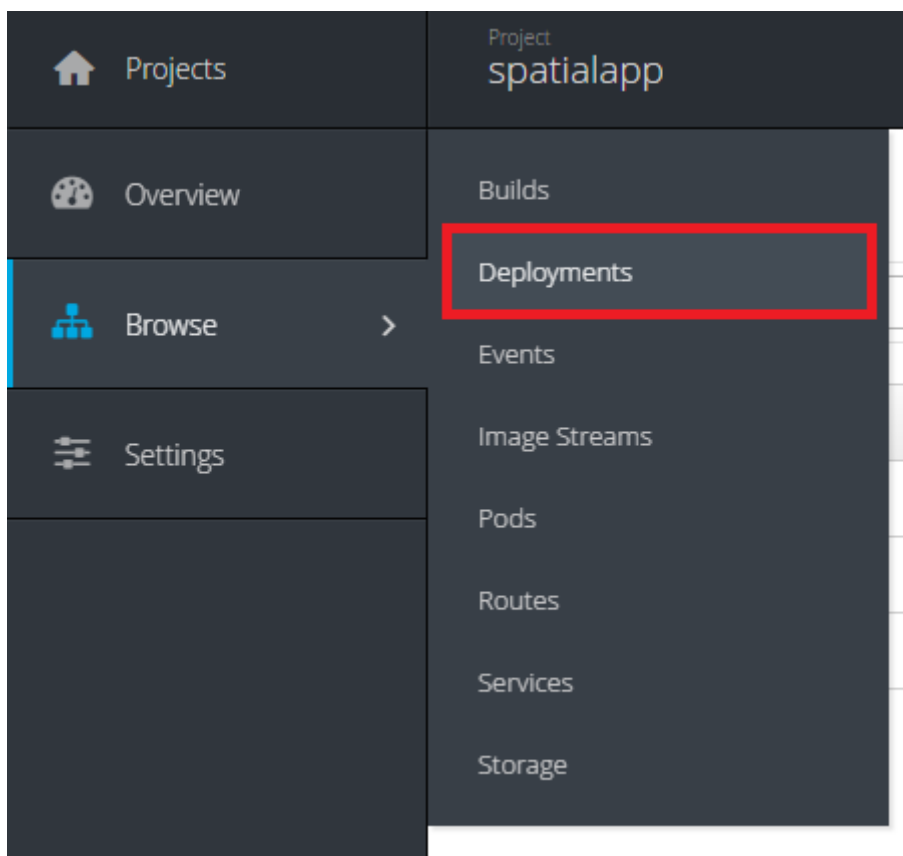 Projects
Project
spatialapp
Overview
Browse
Settings
Builds
Deployments
Events
Image Streams
Pods
Routes
Services
Storage